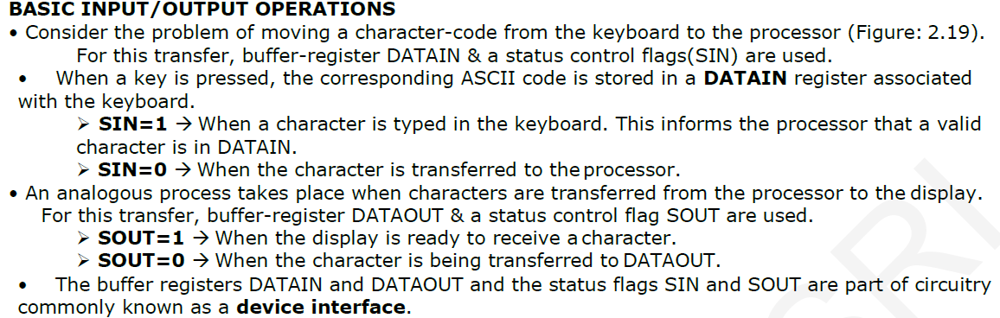 BASIC INPUT/OUTPUT OPERATIONS
• Consider the problem of moving a character-code from the keyboard to the processor (Figure: 2.19).
For this transfer, buffer-register DATAIN & a status control flags(SIN) are used.
• When a key is pressed, the corresponding ASCII code is stored in a DATAIN register associated
with the keyboard.
➢ SIN=1 → When a character is typed in the keyboard. This informs the processor that a valid
character is in DATAIN.
➢ SIN=0 → When the character is transferred to the processor.
• An analogous process takes place when characters are transferred from the processor to the display.
For this transfer, buffer-register DATAOUT & a status control flag SOUT are used.
➢ SOUT=1 → When the display is ready to receive a character.
➢ SOUT=0 → When the character is being transferred to DATAOUT.
• The buffer registers DATAIN and DATAOUT and the status flags SIN and SOUT are part of circuitry
commonly known as a device interface.